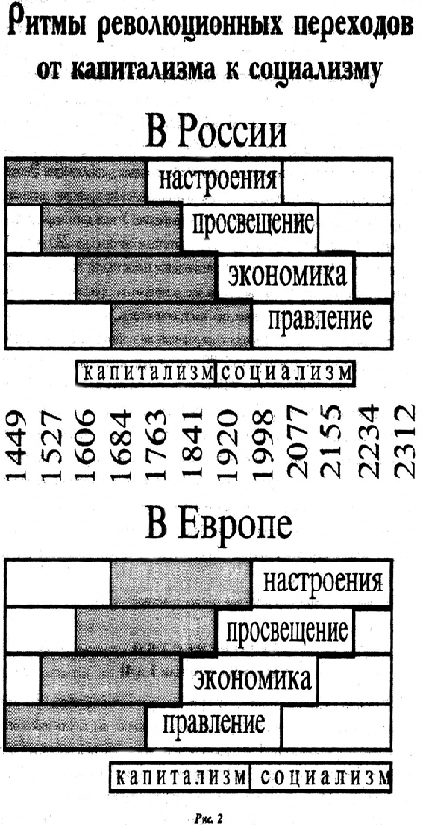 Ритмы революционных переходов
от капитализма к социализму
В России
настроения
просвещение
экономика
правление
капитализм социализм
1449 1527 1606 1684 1763 1841 1920 1998 2077 2155 2234 2312
В Европе
настроения
просвещение
экономика
правление
капитализм социализм
Рис. 2